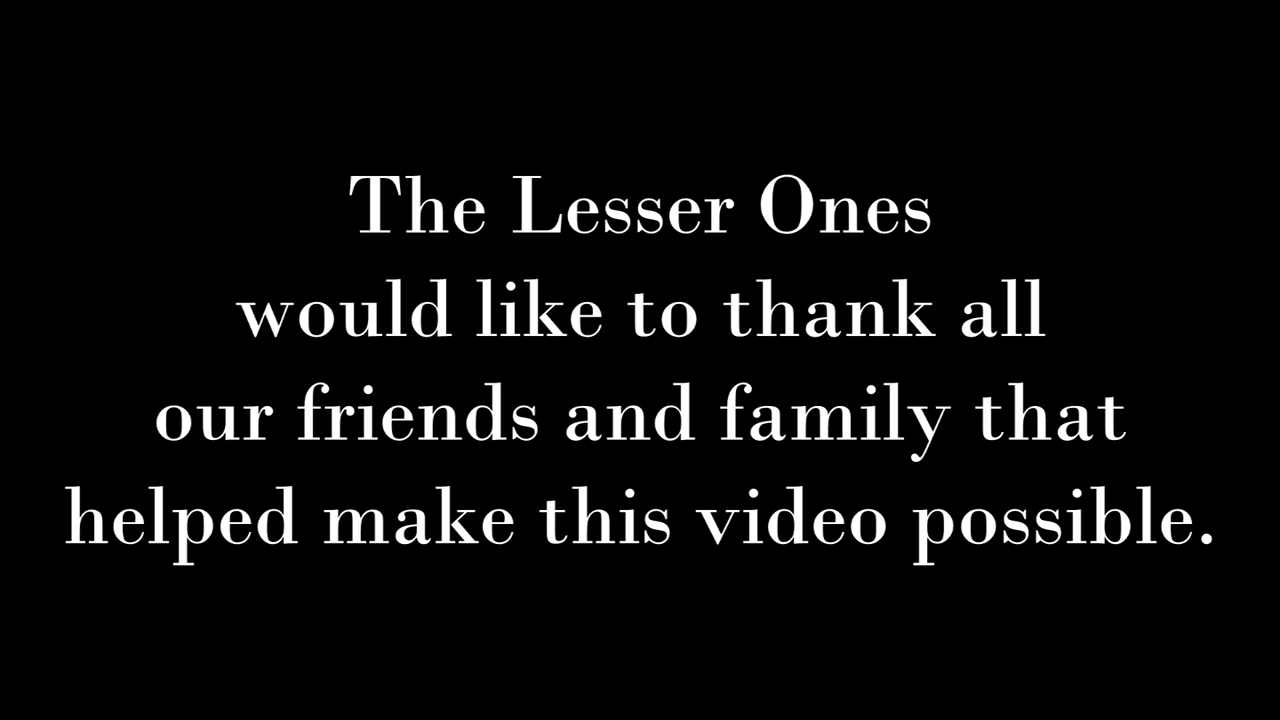 The Lesser Ones
would like to thank all
our friends and family that
helped make this video possible.